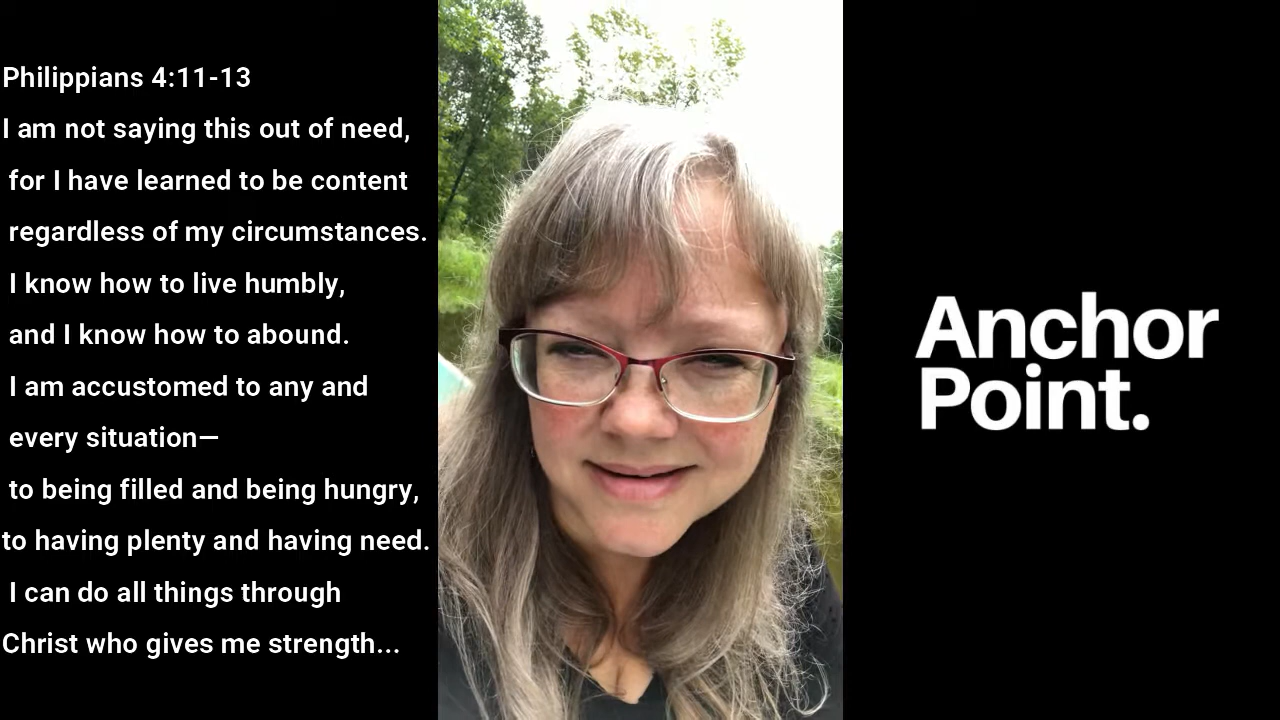 Philippians 4:11-13
I am not saying this out of need,
for I have learned to be content
regardless of my circumstances.
I know how to live humbly,
and I know how to abound.
I am accustomed to any and
every situation—
to being filled and being hungry,
to having plenty and having need.
I can do all things through
Christ who gives me strength...
Anchor
Point.